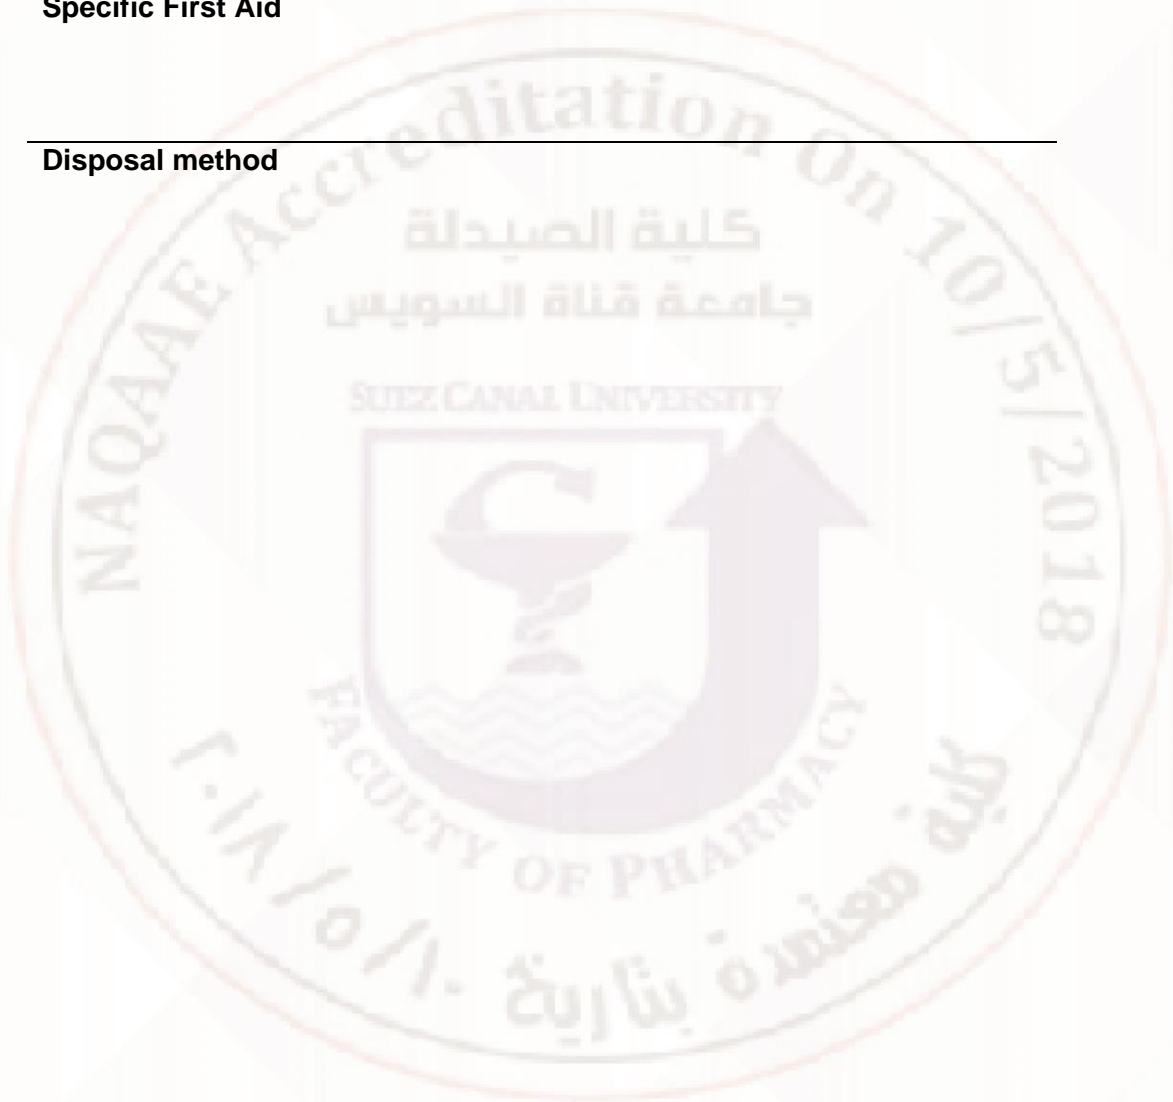 Specific First Aid
Disposal method
NAQAAE Accreditation On 10/5/2018
كلية الصيدلة
جامعة قناة السويس
SUEZ CANAL UNIVERSITY
FACULTY OF PHARMACY
كلية معتمدة بتاريخ ٢٠١٨/٥/١٠